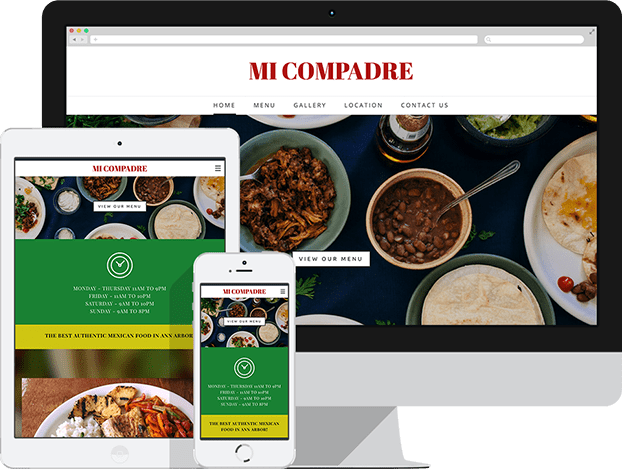 MI COMPADRE
HOME MENU GALLERY LOCATION CONTACT US
VIEW OUR MENU
MI COMPADRE
VIEW OUR MENU
MONDAY - THURSDAY 11AM TO 9PM
FRIDAY - 11AM TO 10PM
SATURDAY - 9AM TO 10PM
SUNDAY - 9AM TO 8PM
THE BEST AUTHENTIC MEXICAN FOOD IN ANN ARBOR
MI COMPADRE
VIEW OUR MENU
MONDAY - THURSDAY 11AM TO 9PM
FRIDAY - 11AM TO 10PM
SATURDAY - 9AM TO 10PM
SUNDAY - 9AM TO 8PM
THE BEST AUTHENTIC MEXICAN
FOOD IN ANN ARBOR!